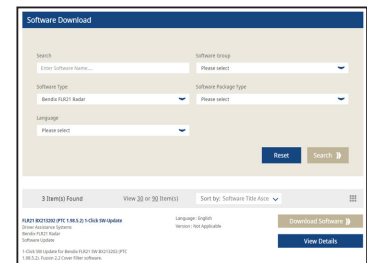 Software Download
Search
Software Group
Enter Software Name...
Please select
Software Type
Software Package Type
Bendix FLR21 Radar
Please select
Language
Please select
Reset
Search
3 Item(s) Found
View 30 or 90 Item(s)
Sort by: Software Title Asce
FLR21 BX213202 (PTC 1.98.5.2) 1-Click SW-Update
Driver Assistance Systems
Bendix FLR21 Radar
Software Update
Language : English
Version : Not Applicable
Download Software
View Details
1-Click SW Update for Bendix FLR21 SW BX213202 (PTC
1.98.5.2). Fusion 2.2 Cover Filter software.